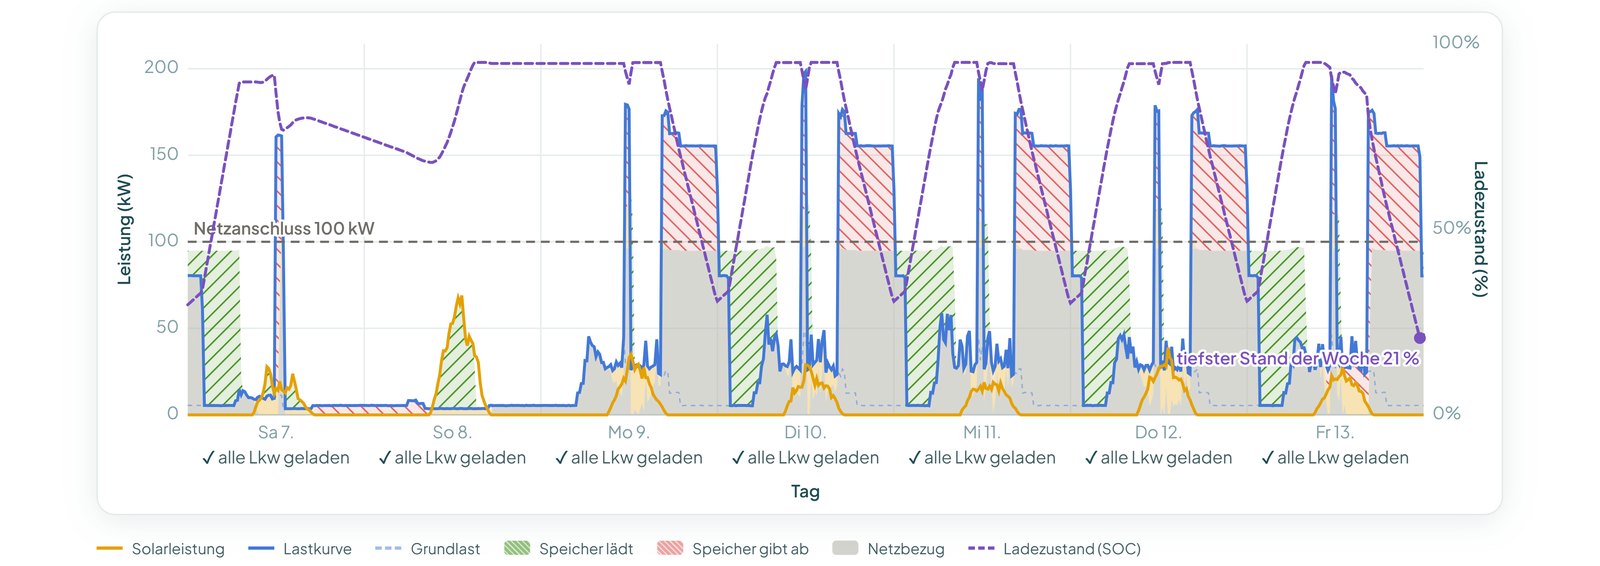 100%
200
150
Netzanschluss 100 kW
100
50%
50
tiefster Stand der Woche 21 %
0
0%
Leistung (kW)
Ladezustand (%)
Sa 7. So 8. Mo 9. Di 10. Mi 11. Do 12. Fr 13.
✓ alle Lkw geladen ✓ alle Lkw geladen ✓ alle Lkw geladen ✓ alle Lkw geladen ✓ alle Lkw geladen ✓ alle Lkw geladen ✓ alle Lkw geladen
Tag
Solarleistung Lastkurve Grundlast Speicher lädt Speicher gibt ab Netzbezug Ladezustand (SOC)